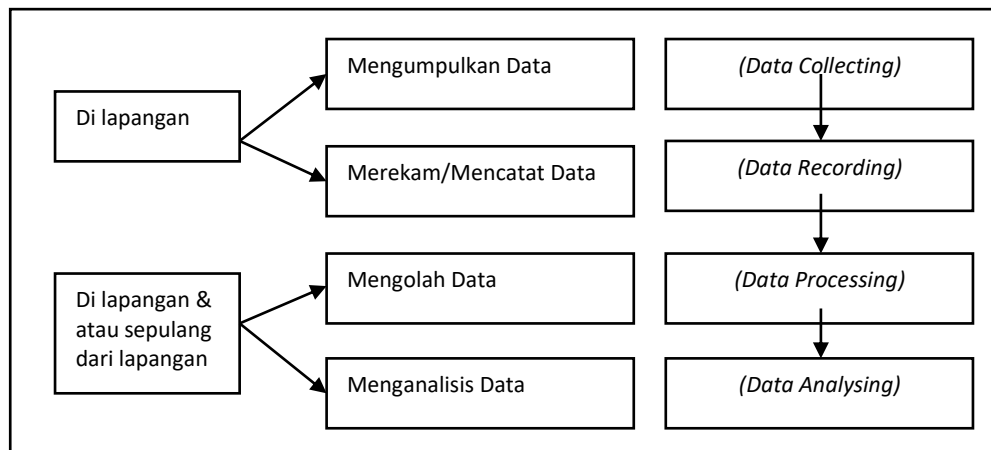 Mengumpulkan Data
(Data Collecting)
Di lapangan
Merekam/Mencatat Data
(Data Recording)
Mengolah Data
(Data Processing)
Di lapangan &
atau sepulang
dari lapangan
Menganalisis Data
(Data Analysing)